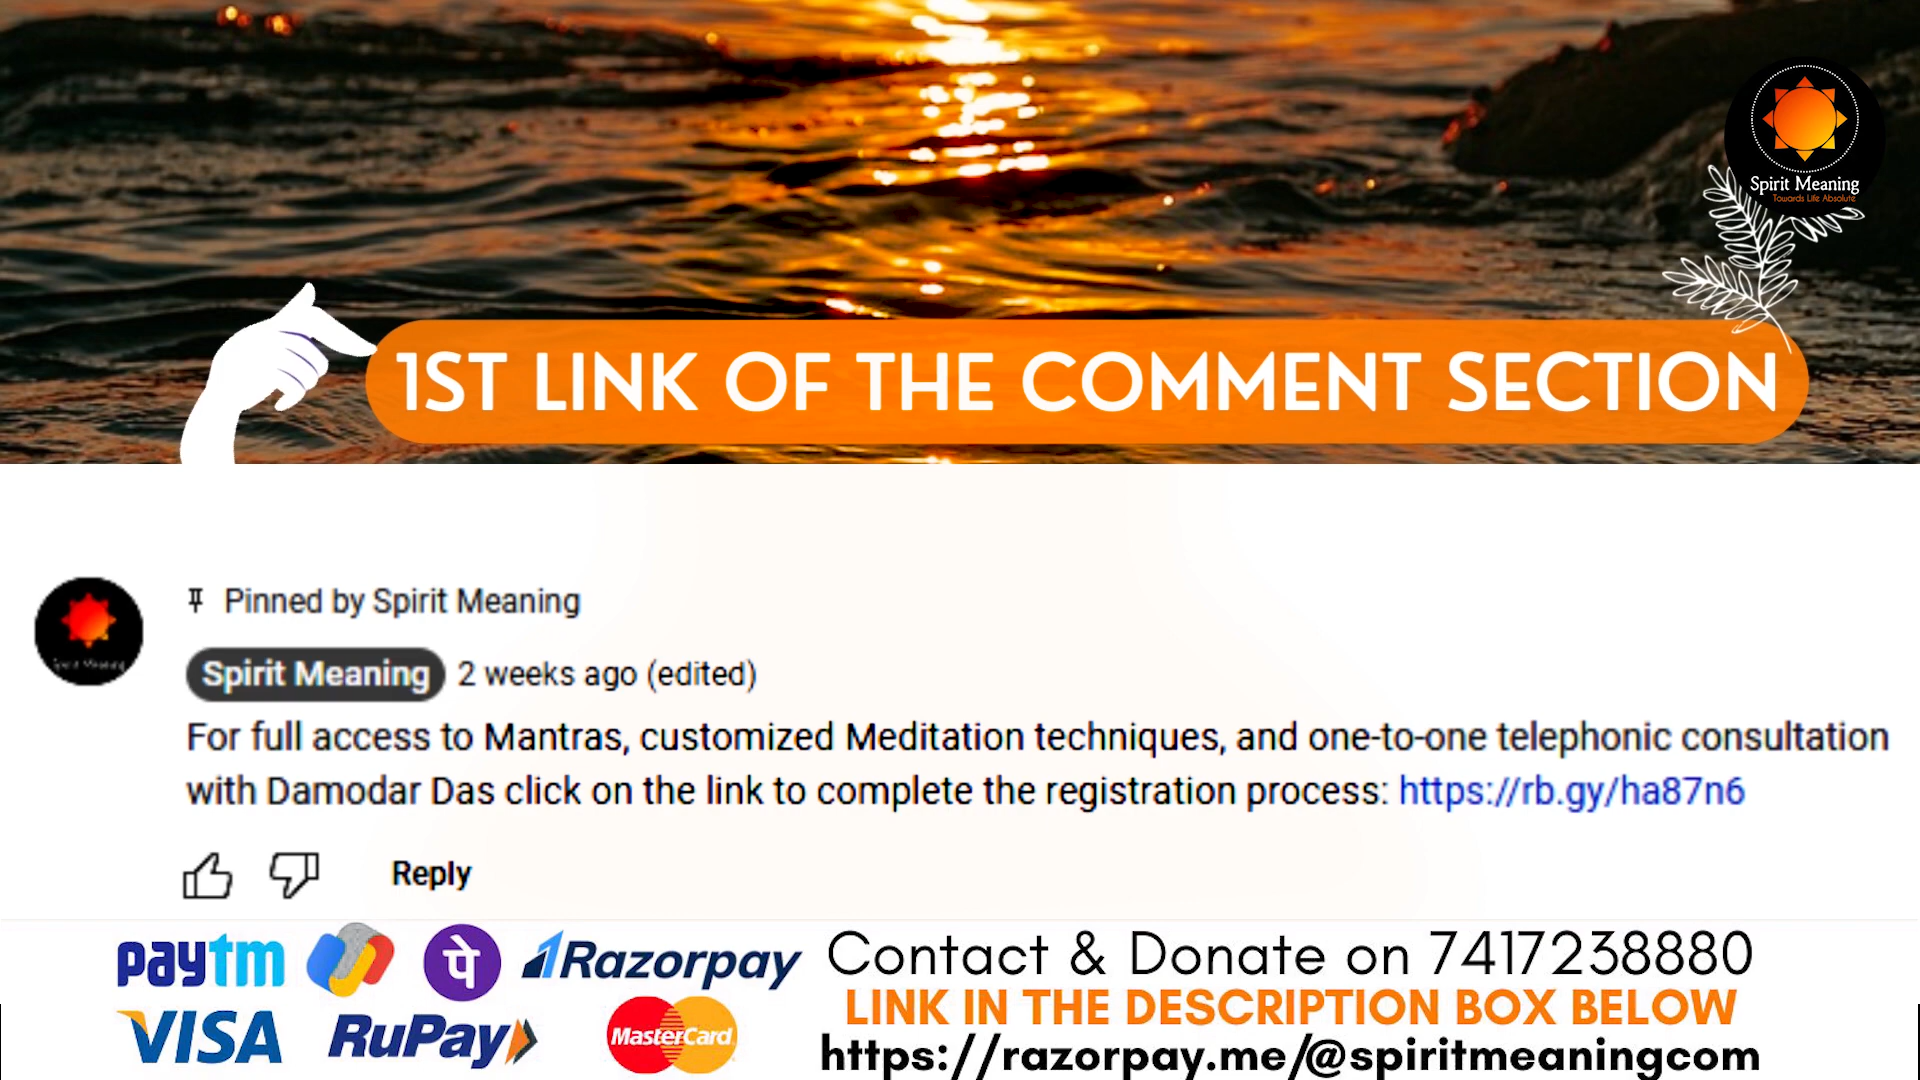 Spirit Meaning
Towards Life Absolute
1ST LINK OF THE COMMENT SECTION
Pinned by Spirit Meaning
Spirit Meaning 2 weeks ago (edited)
For full access to Mantras, customized Meditation techniques, and one-to-one telephonic consultation
with Damodar Das click on the link to complete the registration process: https://rb.gy/ha87n6
Reply
paytm पे Razorpay
VISA RuPay MasterCard
Contact & Donate on 7417238880
LINK IN THE DESCRIPTION BOX BELOW
https://razorpay.me/@spiritmeaningcom